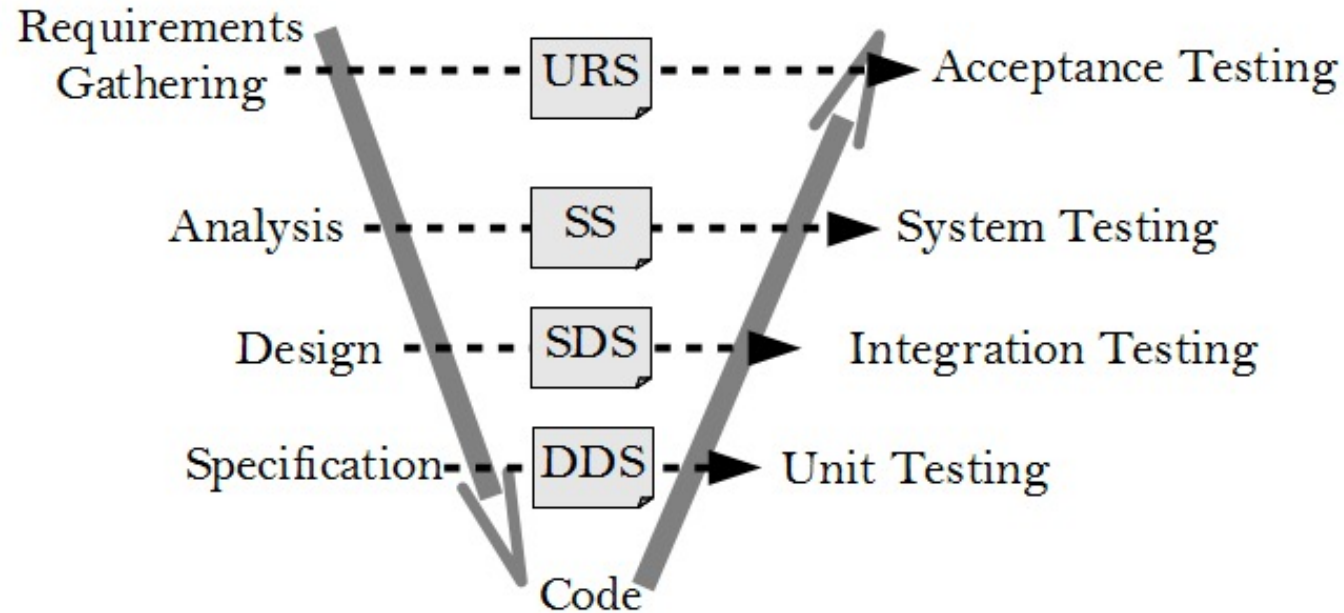 Requirements
Gathering
URS
Acceptance Testing
Analysis
SS
System Testing
Design
SDS
Integration Testing
Specification
DDS
Unit Testing
Code